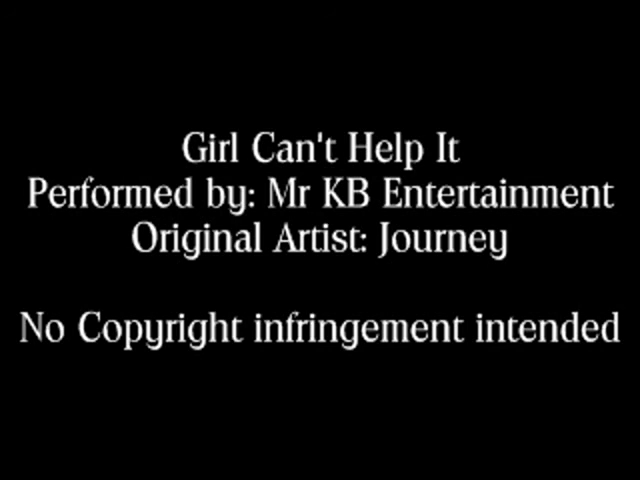 Girl Can't Help It
Performed by: Mr KB Entertainment
Original Artist: Journey
No Copyright infringement intended